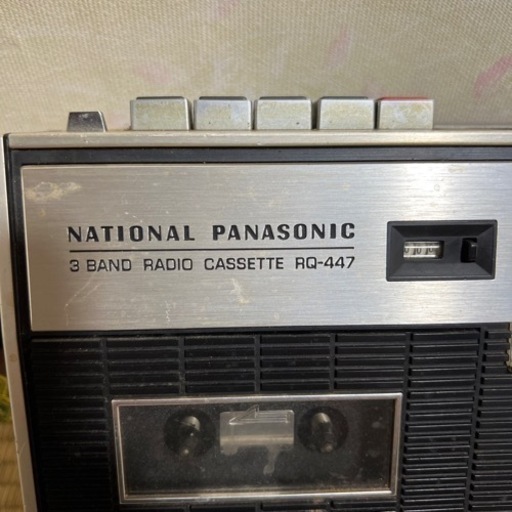 NATIONAL PANASONIC
3 BAND RADIO CASSETTE RQ-447